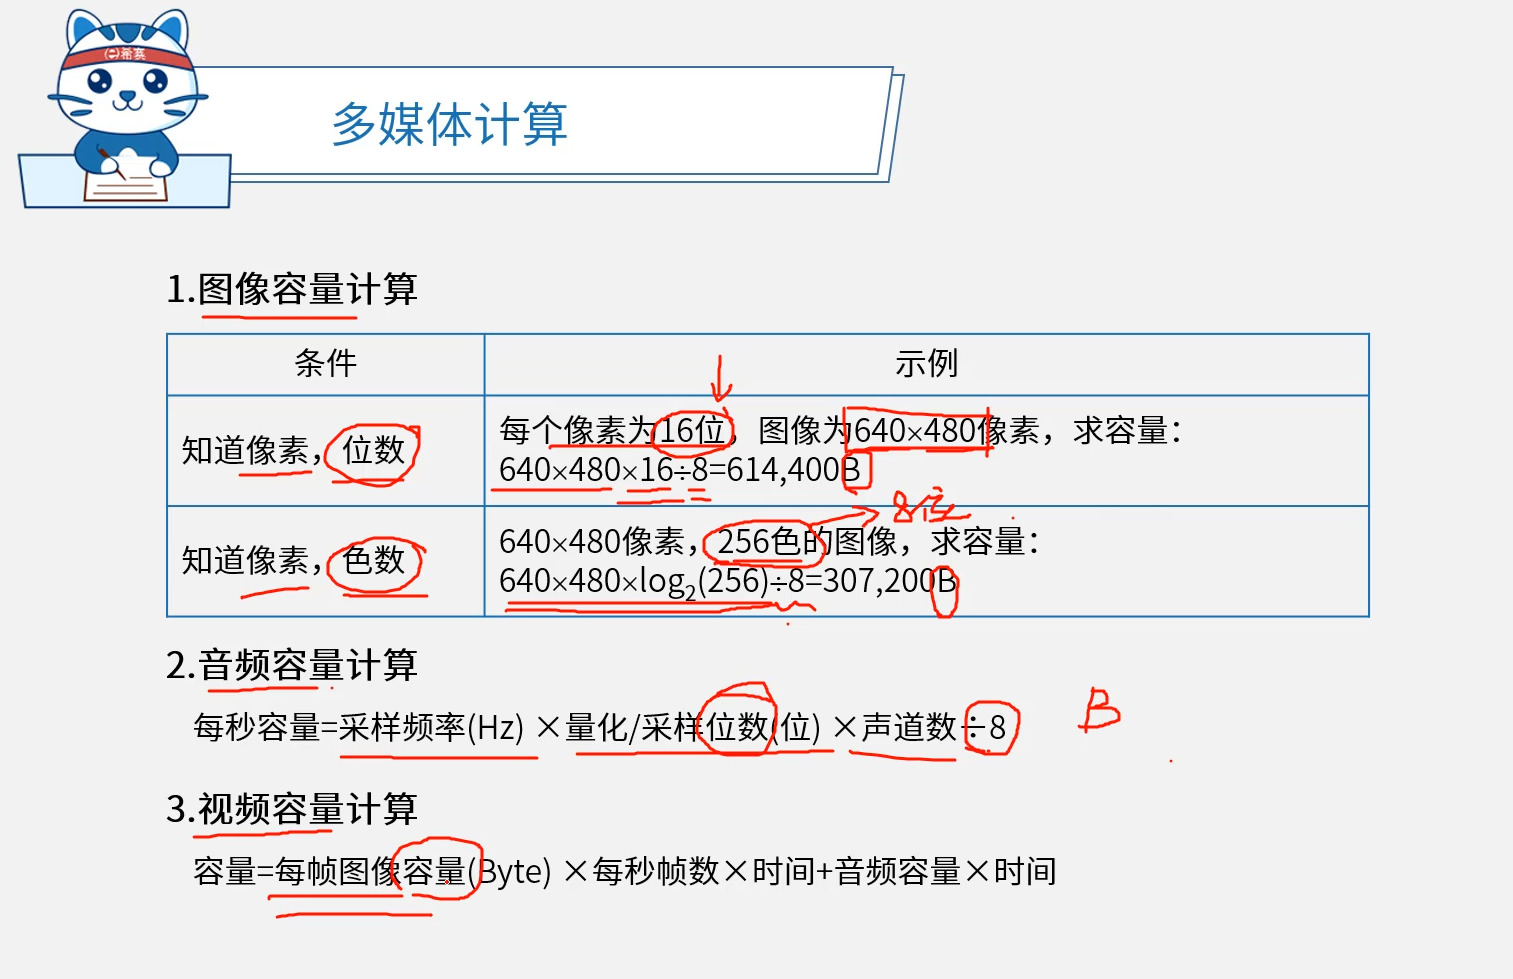 希赛
多媒体计算
1.图像容量计算
条件
示例
知道像素，位数
每个像素为16位，图像为640×480像素，求容量：
640×480×16÷8=614,400B
8位
知道像素，色数
640×480像素，256色的图像，求容量：
640×480×log₂(256)÷8=307,200B
2.音频容量计算
每秒容量=采样频率(Hz) ×量化/采样位数(位) ×声道数÷8
B
3.视频容量计算
容量=每帧图像容量(Byte) ×每秒帧数×时间+音频容量×时间